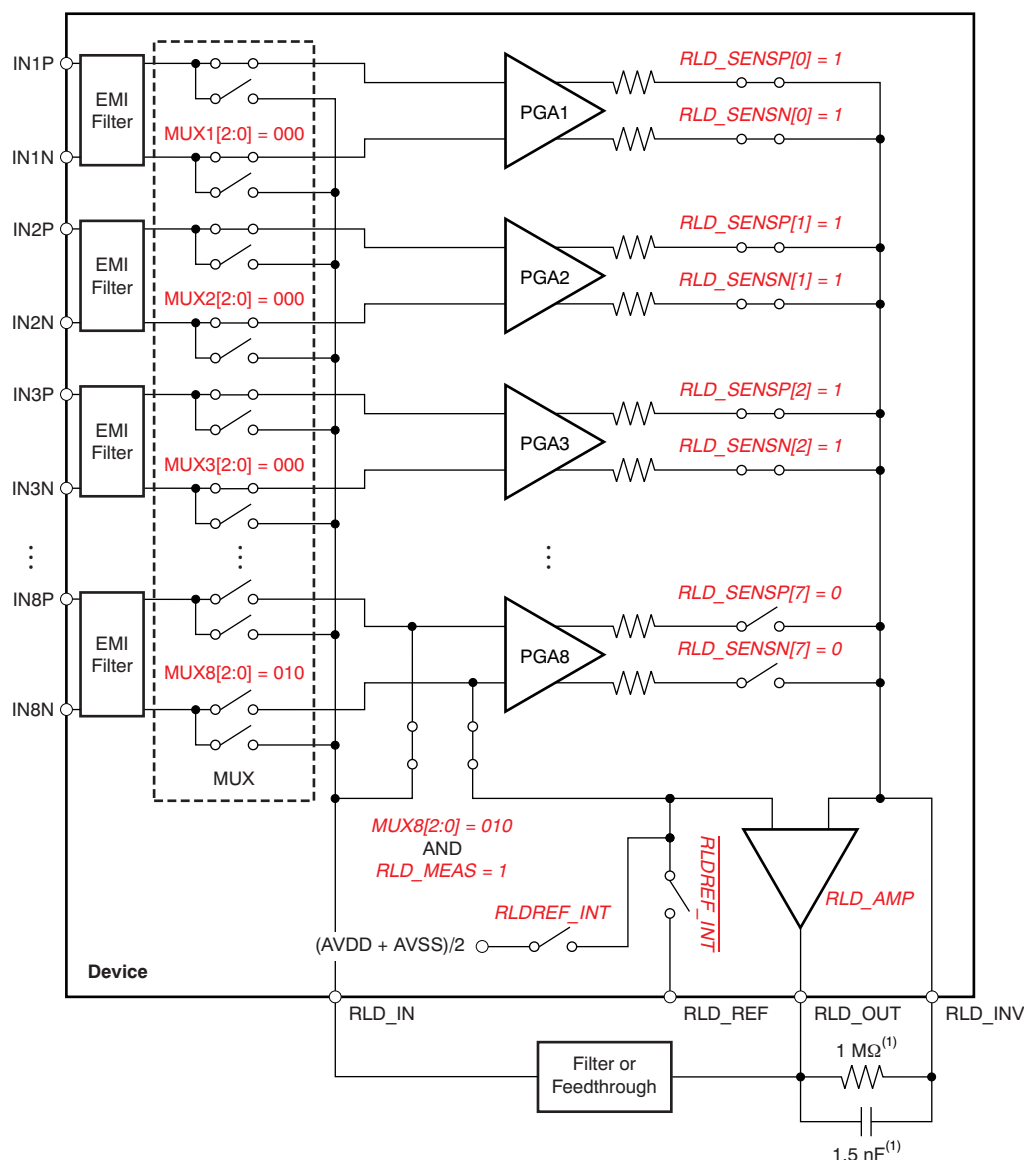 IN1P
EMI
Filter
IN1N
MUX1[2:0] = 000
PGA1
RLD_SENSP[0] = 1
RLD_SENSN[0] = 1
IN2P
EMI
Filter
IN2N
MUX2[2:0] = 000
PGA2
RLD_SENSP[1] = 1
RLD_SENSN[1] = 1
IN3P
EMI
Filter
IN3N
MUX3[2:0] = 000
PGA3
RLD_SENSP[2] = 1
RLD_SENSN[2] = 1
⋮
⋮
⋮
IN8P
EMI
Filter
IN8N
MUX8[2:0] = 010
MUX
PGA8
RLD_SENSP[7] = 0
RLD_SENSN[7] = 0
MUX8[2:0] = 010
AND
RLD_MEAS = 1
RLDREF_INT
(AVDD + AVSS)/2
RLDREF_INT
RLD_AMP
Device
RLD_IN
RLD_REF
RLD_OUT
RLD_INV
Filter or
Feedthrough
1 MΩ(1)
1.5 nF(1)